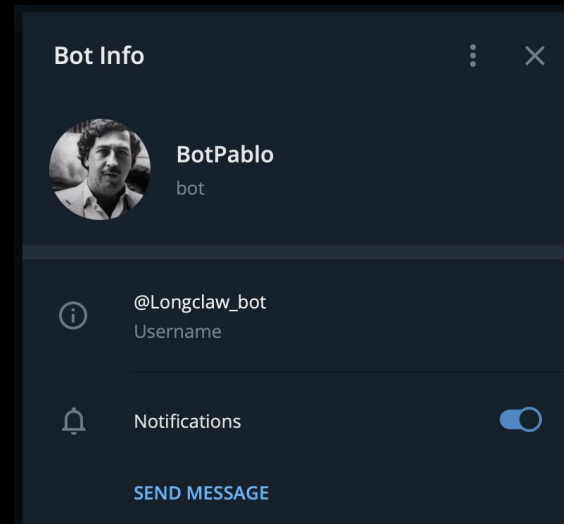 Bot Info
BotPablo
bot
@Longclaw_bot
Username
Notifications
SEND MESSAGE